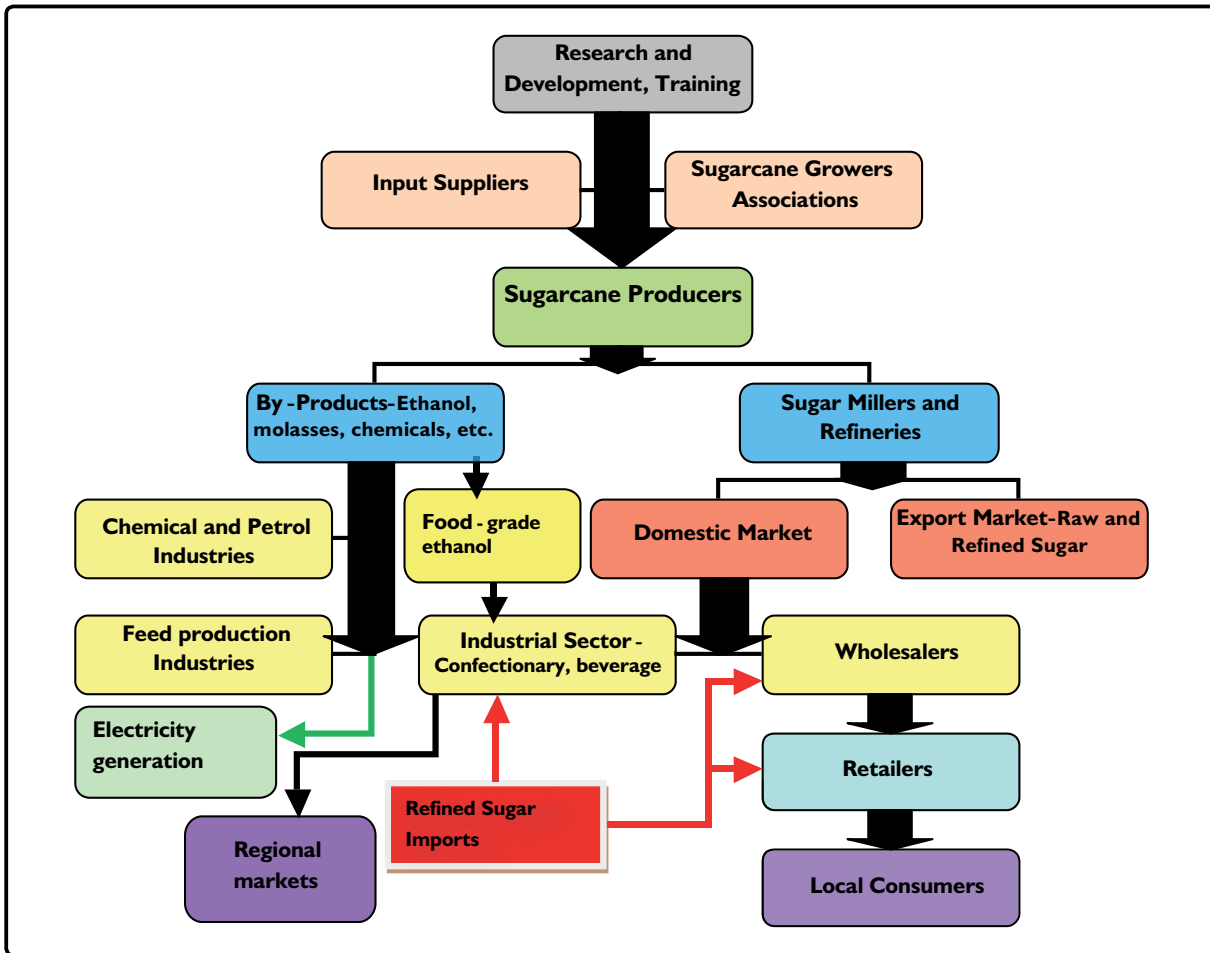 Research and
Development, Training
Input Suppliers
Sugarcane Growers
Associations
Sugarcane Producers
By -Products-Ethanol,
molasses, chemicals, etc.
Sugar Millers and
Refineries
Chemical and Petrol
Industries
Food - grade
ethanol
Domestic Market
Export Market-Raw and
Refined Sugar
Feed production
Industries
Industrial Sector -
Confectionary, beverage
Wholesalers
Electricity
generation
Refined Sugar
Imports
Retailers
Regional
markets
Local Consumers